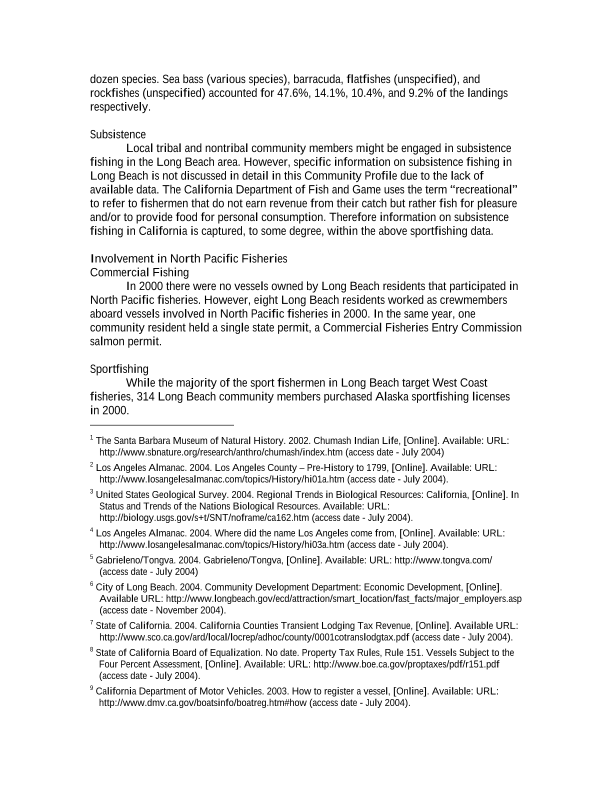 dozen species. Sea bass (various species), barracuda, flatfishes (unspecified), and
rockfishes (unspecified) accounted for 47.6%, 14.1%, 10.4%, and 9.2% of the landings
respectively.
Subsistence
Local tribal and nontribal community members might be engaged in subsistence
fishing in the Long Beach area. However, specific information on subsistence fishing in
Long Beach is not discussed in detail in this Community Profile due to the lack of
available data. The California Department of Fish and Game uses the term “recreational”
to refer to fishermen that do not earn revenue from their catch but rather fish for pleasure
and/or to provide food for personal consumption. Therefore information on subsistence
fishing in California is captured, to some degree, within the above sportfishing data.
Involvement in North Pacific Fisheries
Commercial Fishing
In 2000 there were no vessels owned by Long Beach residents that participated in
North Pacific fisheries. However, eight Long Beach residents worked as crewmembers
aboard vessels involved in North Pacific fisheries in 2000. In the same year, one
community resident held a single state permit, a Commercial Fisheries Entry Commission
salmon permit.
Sportfishing
While the majority of the sport fishermen in Long Beach target West Coast
fisheries, 314 Long Beach community members purchased Alaska sportfishing licenses
in 2000.
1 The Santa Barbara Museum of Natural History. 2002. Chumash Indian Life, [Online]. Available: URL:
http://www.sbnature.org/research/anthro/chumash/index.htm (access date - July 2004)
2 Los Angeles Almanac. 2004. Los Angeles County – Pre-History to 1799, [Online]. Available: URL:
http://www.losangelesalmanac.com/topics/History/hi01a.htm (access date - July 2004).
3 United States Geological Survey. 2004. Regional Trends in Biological Resources: California, [Online]. In
Status and Trends of the Nations Biological Resources. Available: URL:
http://biology.usgs.gov/s+t/SNT/noframe/ca162.htm (access date - July 2004).
4 Los Angeles Almanac. 2004. Where did the name Los Angeles come from, [Online]. Available: URL:
http://www.losangelesalmanac.com/topics/History/hi03a.htm (access date - July 2004).
5 Gabrieleno/Tongva. 2004. Gabrieleno/Tongva, [Online]. Available: URL: http://www.tongva.com/
(access date - July 2004)
6 City of Long Beach. 2004. Community Development Department: Economic Development, [Online].
Available URL: http://www.longbeach.gov/ecd/attraction/smart_location/fast_facts/major_employers.asp
(access date - November 2004).
7 State of California. 2004. California Counties Transient Lodging Tax Revenue, [Online]. Available URL:
http://www.sco.ca.gov/ard/local/locrep/adhoc/county/0001cotranslodgtax.pdf (access date - July 2004).
8 State of California Board of Equalization. No date. Property Tax Rules, Rule 151. Vessels Subject to the
Four Percent Assessment, [Online]. Available: URL: http://www.boe.ca.gov/proptaxes/pdf/r151.pdf
(access date - July 2004).
9 California Department of Motor Vehicles. 2003. How to register a vessel, [Online]. Available: URL:
http://www.dmv.ca.gov/boatsinfo/boatreg.htm#how (access date - July 2004).